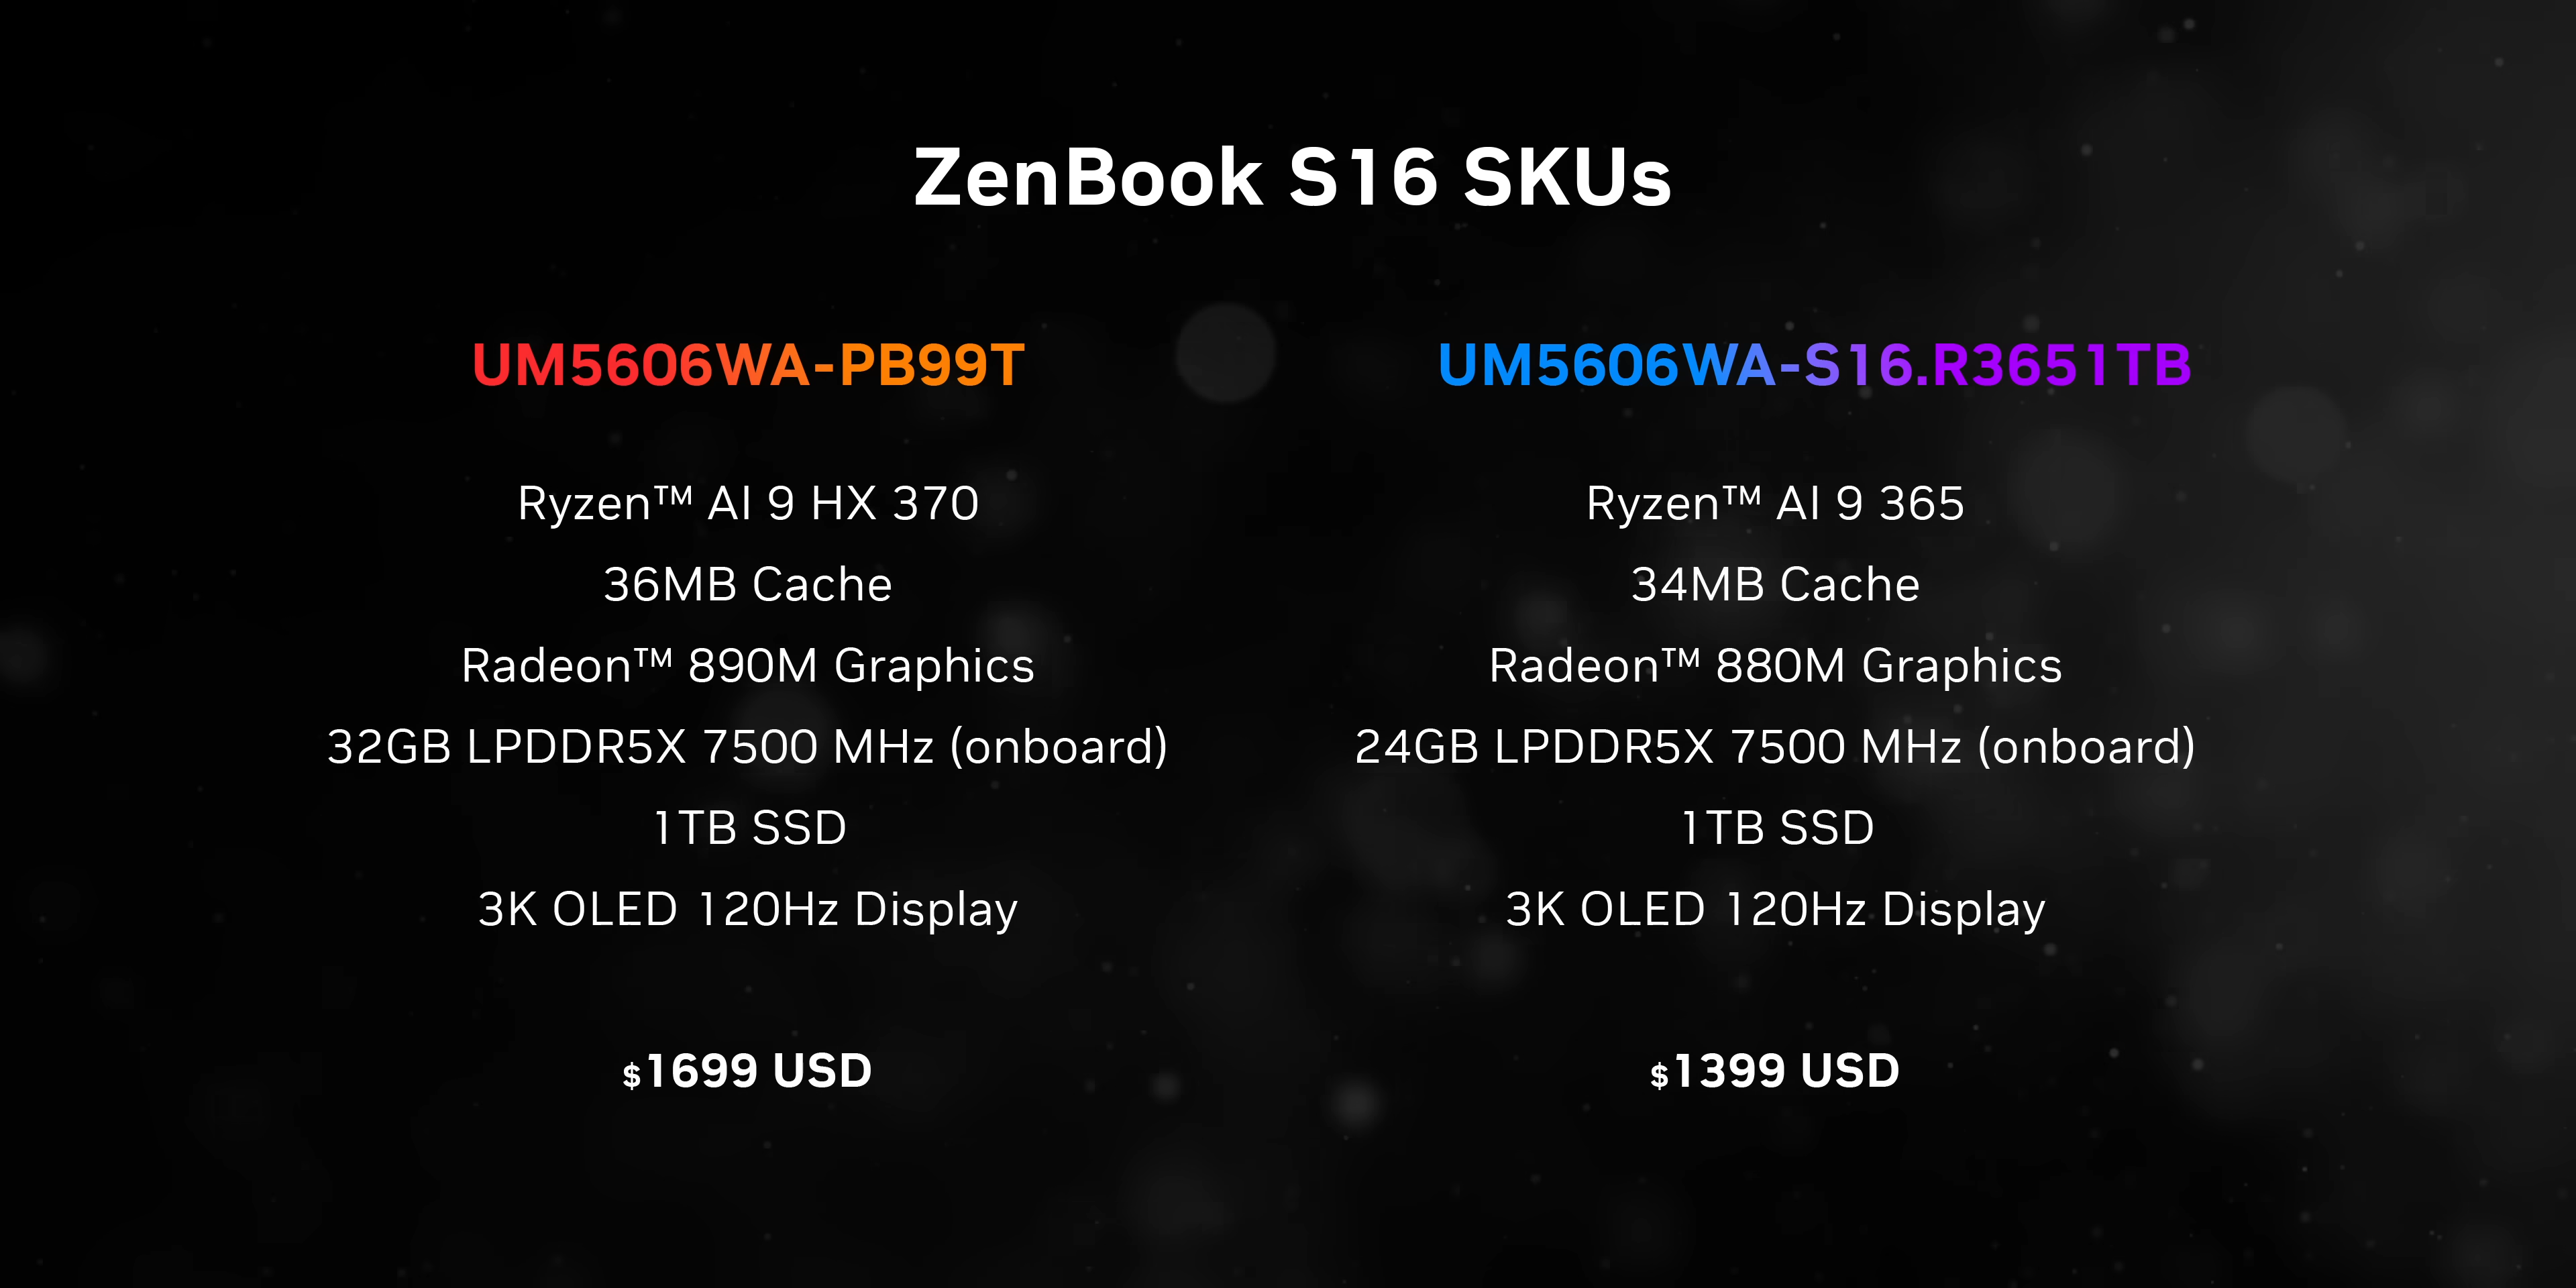 ZenBook S16 SKUs
UM5606WA-PB99T
Ryzen™ AI 9 HX 370
36MB Cache
Radeon™ 890M Graphics
32GB LPDDR5X 7500 MHz (onboard)
1TB SSD
3K OLED 120Hz Display
$1699 USD
UM5606WA-S16.R3651TB
Ryzen™ AI 9 365
34MB Cache
Radeon™ 880M Graphics
24GB LPDDR5X 7500 MHz (onboard)
1TB SSD
3K OLED 120Hz Display
$1399 USD